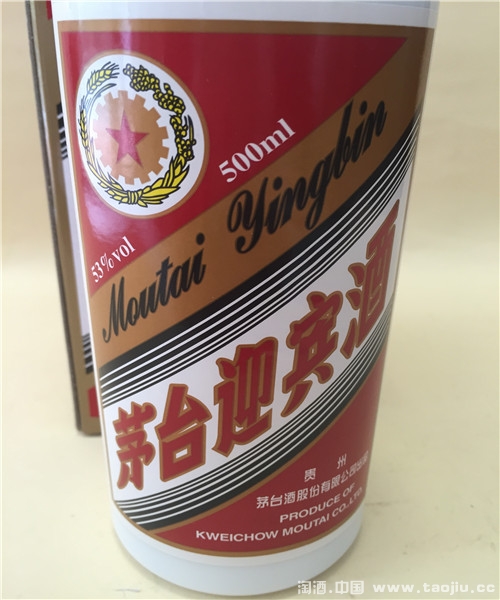 500ml
53%vol
Moutai Yingbin
茅台迎宾酒
贵州
茅台酒股份有限公司出品
PRODUCE OF
KWEICHOW MOUTAI CO.,LTD.
淘酒.中国 www.taojiu.cc